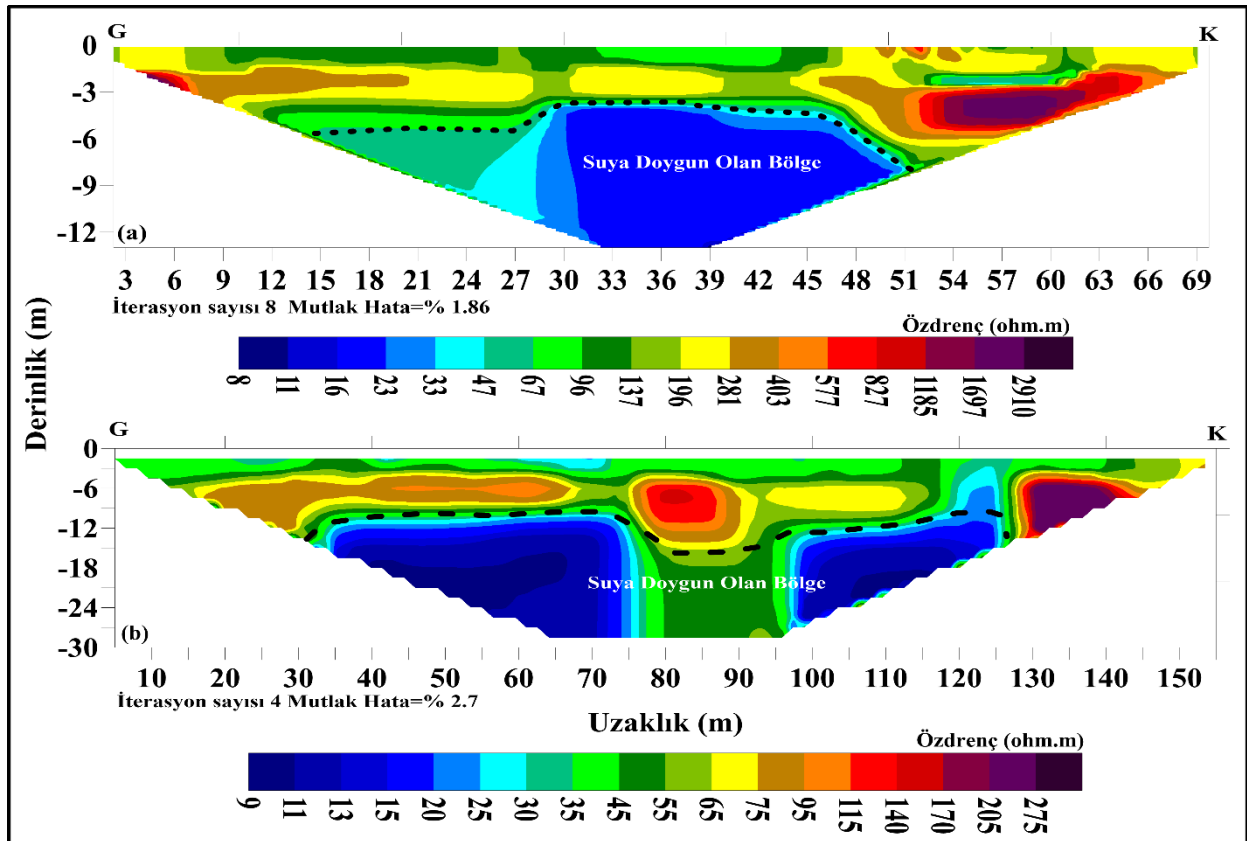 G K
0
-3
-6
-9
-12
Suya Doygun Olan Bölge
(a)
3 6 9 12 15 18 21 24 27 30 33 36 39 42 45 48 51 54 57 60 63 66 69
İterasyon sayısı 8 Mutlak Hata=% 1.86
Özdrenç (ohm.m)
8 11 16 23 33 47 67 96 137 196 281 403 577 827 1185 1697 2910
Derinlik (m)
G K
0
-6
-12
-18
-24
-30
Suya Doygun Olan Bölge
(b)
10 20 30 40 50 60 70 80 90 100 110 120 130 140 150
İterasyon sayısı 4 Mutlak Hata=% 2.7
Uzaklık (m)
Özdrenç (ohm.m)
9 11 13 15 20 25 30 35 45 55 65 75 95 115 140 170 205 275